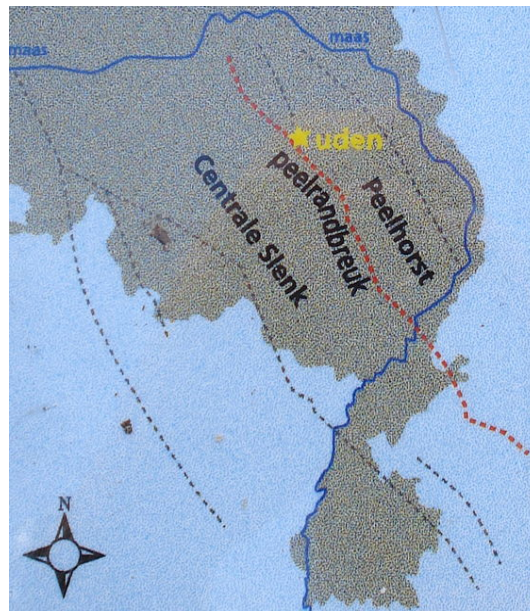 maas
maas
uden
Centrale Slenk
peelrandbreuk
Peelhorst
N